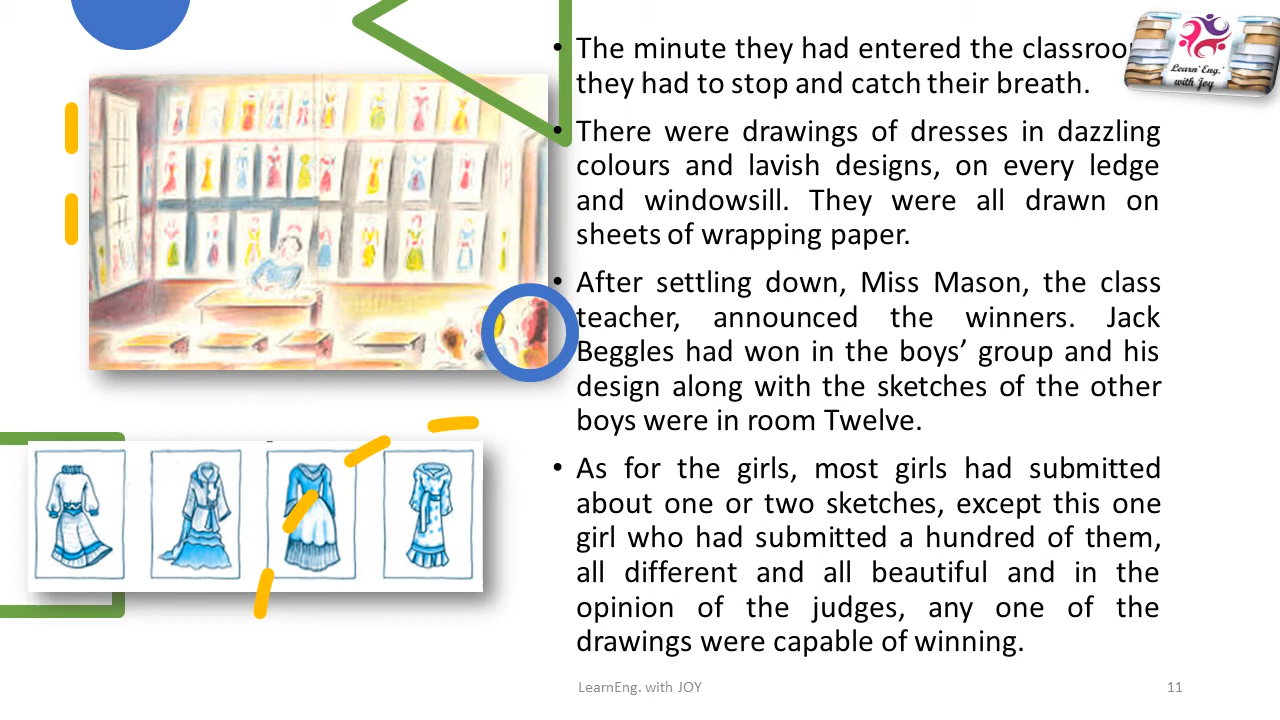 • The minute they had entered the classroom
they had to stop and catch their breath.
• There were drawings of dresses in dazzling
colours and lavish designs, on every ledge
and windowsill. They were all drawn on
sheets of wrapping paper.
• After settling down, Miss Mason, the class
teacher, announced the winners. Jack
Beggles had won in the boys’ group and his
design along with the sketches of the other
boys were in room Twelve.
• As for the girls, most girls had submitted
about one or two sketches, except this one
girl who had submitted a hundred of them,
all different and all beautiful and in the
opinion of the judges, any one of the
drawings were capable of winning.
Learn Eng.'
with Joy
LearnEng. with JOY
11